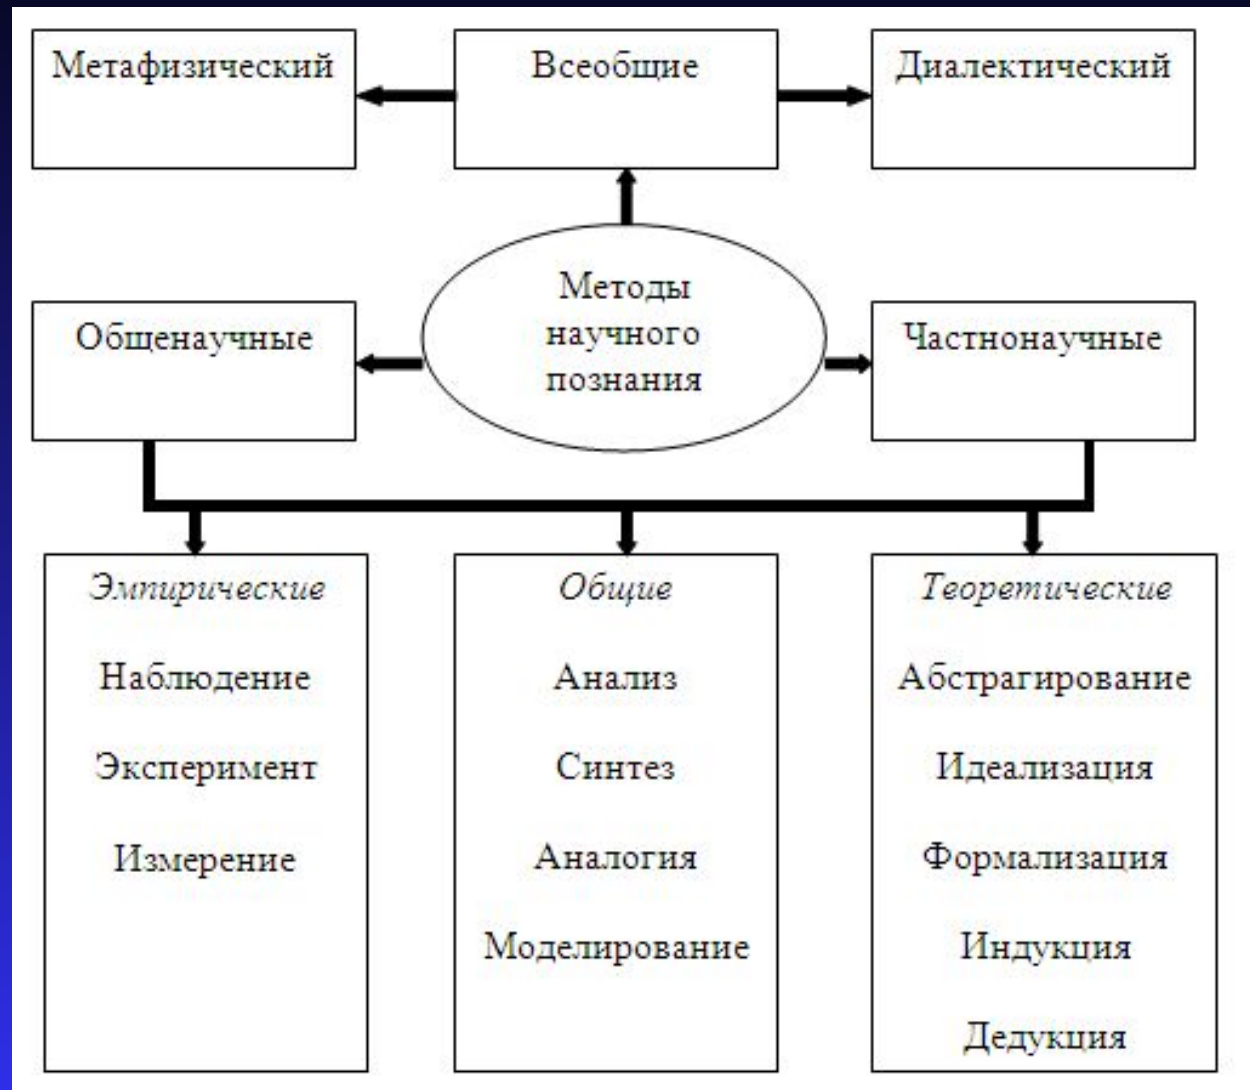 Метафизический
Всеобщие
Диалектический
Методы
научного
познания
Общенаучные
Частнонаучные
Эмпирические
Наблюдение
Эксперимент
Измерение
Общие
Анализ
Синтез
Аналогия
Моделирование
Теоретические
Абстрагирование
Идеализация
Формализация
Индукция
Дедукция